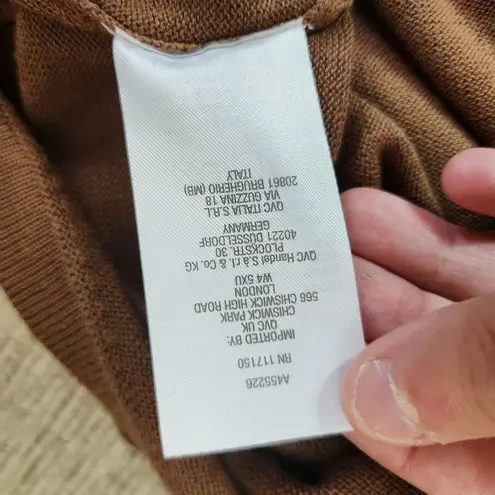 A455226
RN 117150
IMPORTED BY:
QVC UK
CHISWICK PARK
566 CHISWICK HIGH ROAD
LONDON
W4 5XU
QVC Handel S.à r.l. & Co. KG
PLOCKSTR. 30
40221 DÜSSELDORF
GERMANY
QVC ITALIA S.R.L
VIA GUZZINA 18
20861 BRUGHERIO (MB)
ITALY